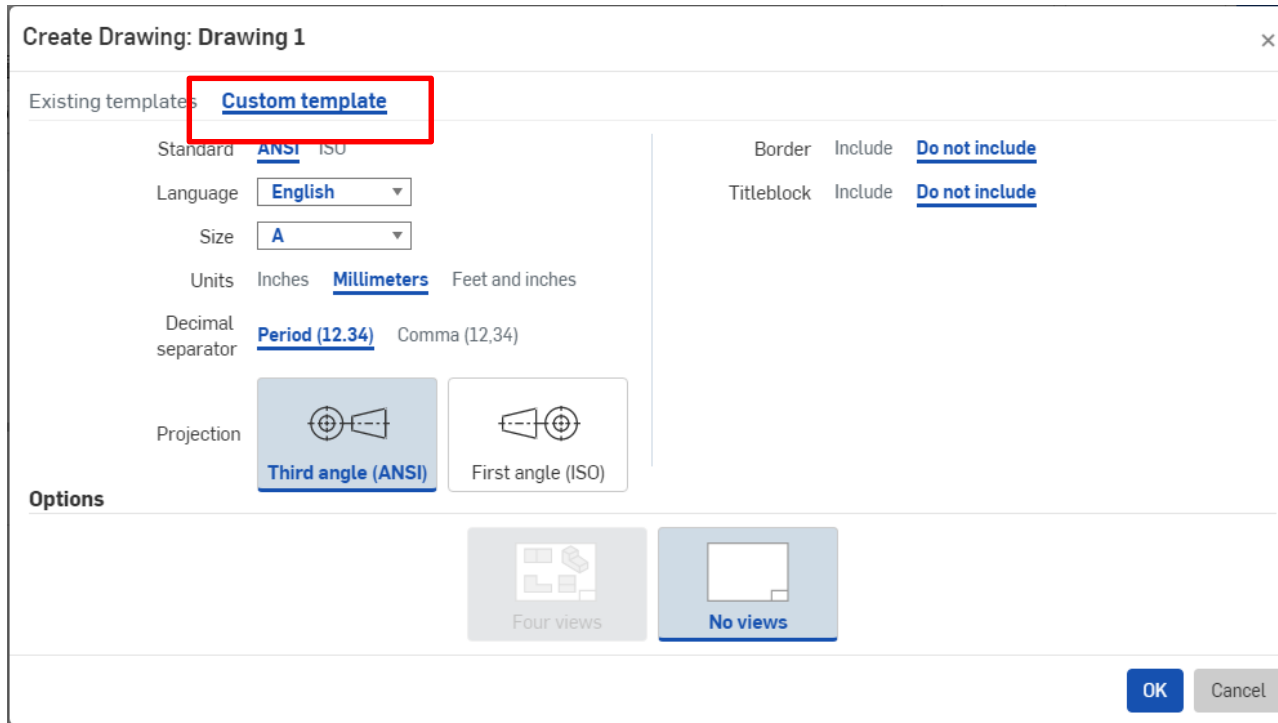 Create Drawing: Drawing 1 ×
Existing templates Custom template
Standard ANSI ISO
Border Include Do not include
Language English
Titleblock Include Do not include
Size A
Units Inches Millimeters Feet and inches
Decimal
separator Period (12.34) Comma (12,34)
Projection
Third angle (ANSI) First angle (ISO)
Options
Four views No views
OK Cancel